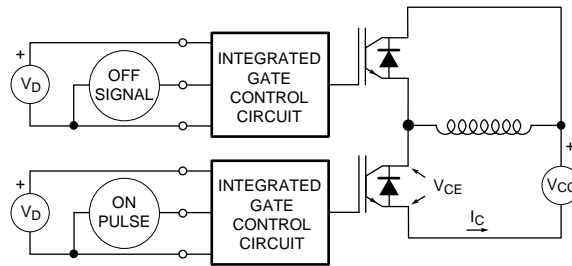 +
V_D
OFF
SIGNAL
INTEGRATED
GATE
CONTROL
CIRCUIT
+
V_D
ON
PULSE
INTEGRATED
GATE
CONTROL
CIRCUIT
V_CE
I_C
+
V_CC